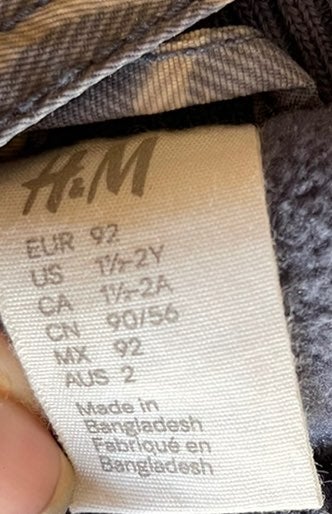 H&M
EUR 92
US 1½-2Y
CA 1½-2A
CN 90/56
MX 92
AUS 2
Made in
Bangladesh
Fabriqué en
Bangladesh